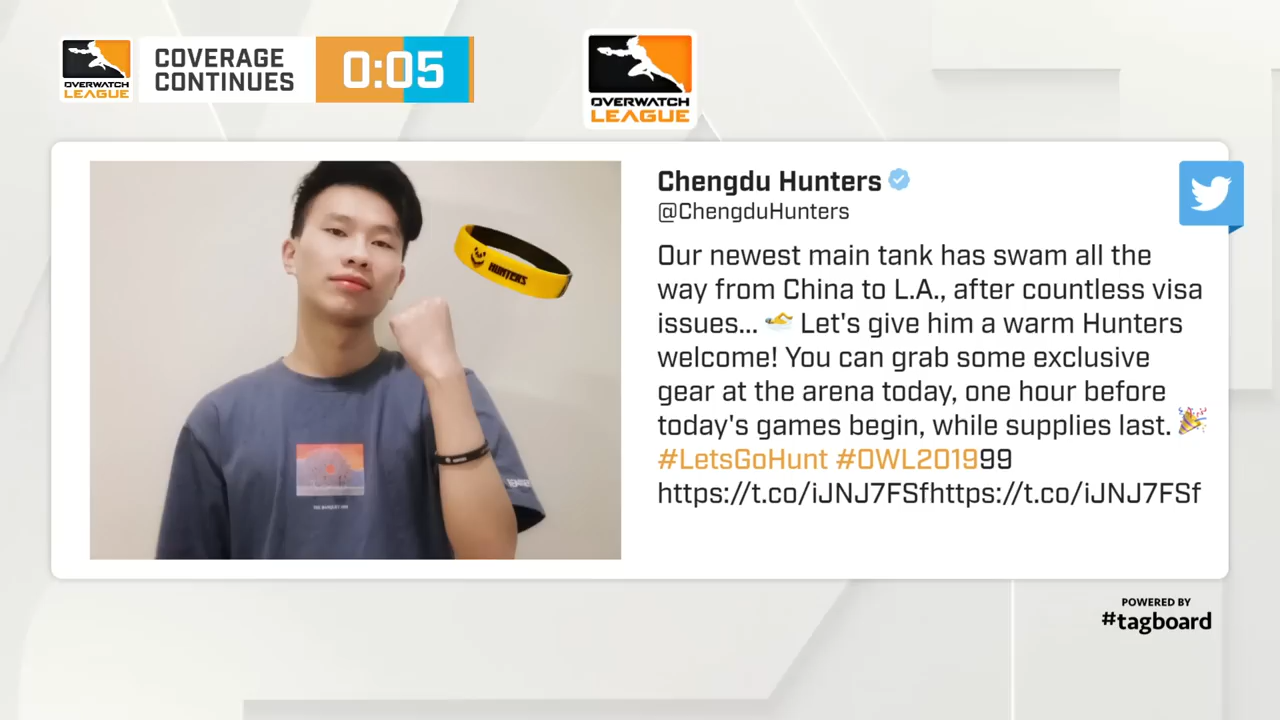 OVERWATCH
LEAGUE
COVERAGE
CONTINUES
0:05
OVERWATCH
LEAGUE
HUNTERS
Chengdu Hunters
@ChengduHunters
Our newest main tank has swam all the
way from China to L.A., after countless visa
issues... 🏊 Let's give him a warm Hunters
welcome! You can grab some exclusive
gear at the arena today, one hour before
today's games begin, while supplies last. 🎉
#LetsGoHunt #OWL201999
https://t.co/iJNJ7FSfhttps://t.co/iJNJ7FSf
POWERED BY
#tagboard